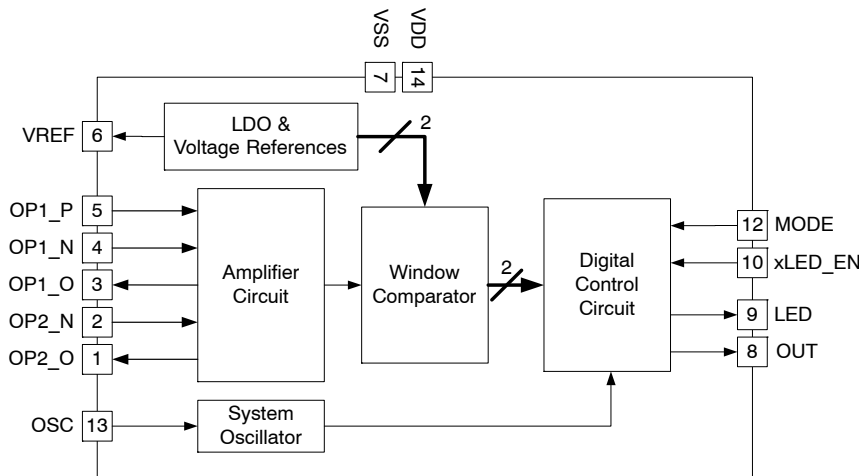 VSS
VDD
7
14
LDO &
Voltage References
2
VREF
6
OP1_P
5
OP1_N
4
OP1_O
3
OP2_N
2
OP2_O
1
Amplifier
Circuit
Window
Comparator
2
Digital
Control
Circuit
12
MODE
10
xLED_EN
9
LED
8
OUT
OSC
13
System
Oscillator